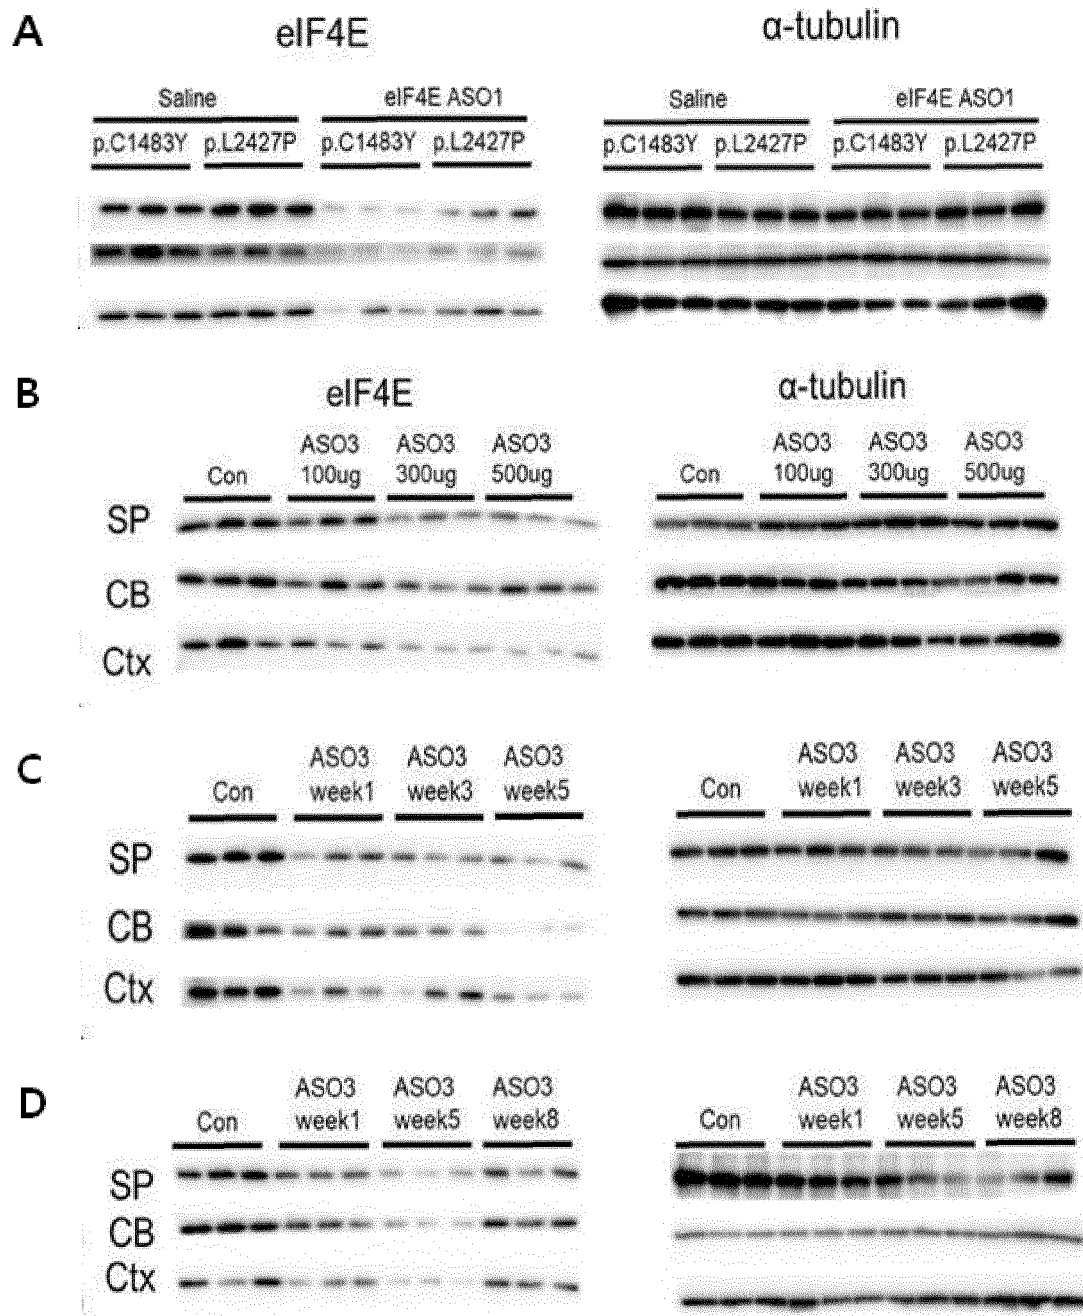 A
eIF4E
α-tubulin
Saline eIF4E ASO1
p.C1483Y p.L2427P p.C1483Y p.L2427P
Saline eIF4E ASO1
p.C1483Y p.L2427P p.C1483Y p.L2427P
B
eIF4E
α-tubulin
Con ASO3 100ug ASO3 300ug ASO3 500ug
Con ASO3 100ug ASO3 300ug ASO3 500ug
SP
CB
Ctx
C
Con ASO3 week1 ASO3 week3 ASO3 week5
Con ASO3 week1 ASO3 week3 ASO3 week5
SP
CB
Ctx
D
Con ASO3 week1 ASO3 week5 ASO3 week8
Con ASO3 week1 ASO3 week5 ASO3 week8
SP
CB
Ctx